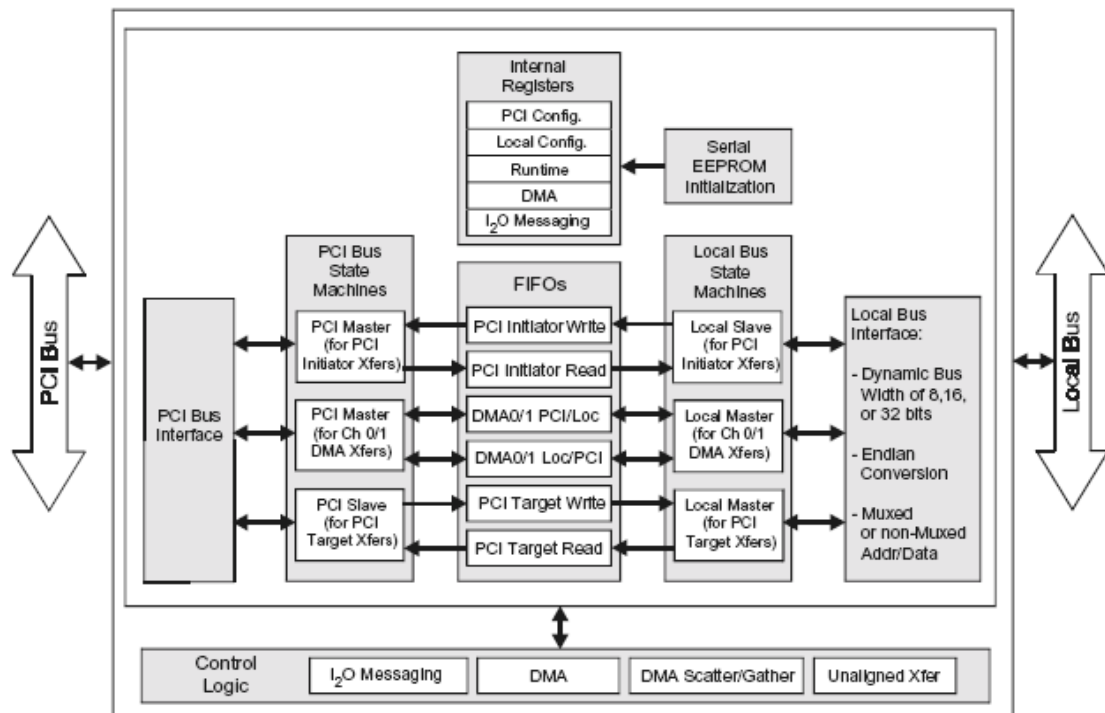 Internal
Registers
PCI Config.
Local Config.
Runtime
DMA
I2O Messaging
Serial
EEPROM
Initialization
PCI Bus
PCI Bus
Interface
PCI Bus
State
Machines
PCI Master
(for PCI
Initiator Xfers)
PCI Master
(for Ch 0/1
DMA Xfers)
PCI Slave
(for PCI
Target Xfers)
FIFOs
PCI Initiator Write
PCI Initiator Read
DMA0/1 PCI/Loc
DMA0/1 Loc/PCI
PCI Target Write
PCI Target Read
Local Bus
State
Machines
Local Slave
(for PCI
Initiator Xfers)
Local Master
(for Ch 0/1
DMA Xfers)
Local Master
(for PCI
Target Xfers)
Local Bus
Interface:
- Dynamic Bus
Width of 8,16,
or 32 bits
- Endian
Conversion
- Muxed
or non-Muxed
Addr/Data
Local Bus
Control
Logic
I2O Messaging
DMA
DMA Scatter/Gather
Unaligned Xfer